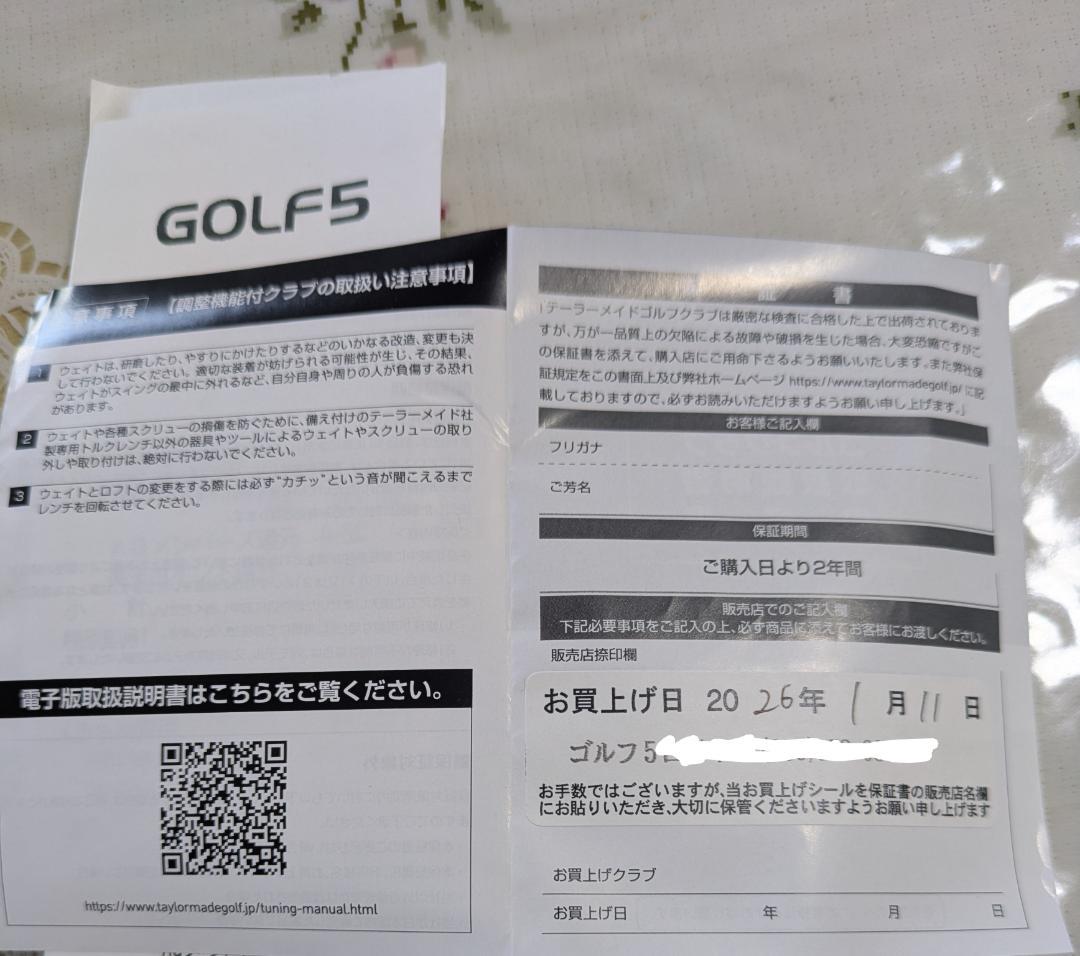 GOLF5
意事項 【調整機能付クラブの取扱い注意事項】
1 ウェイトは、研磨したり、やすりにかけたりするなどのいかなる改造、変更も決
して行わないでください。適切な装着が妨げられる可能性が生じ、その結果、
ウェイトがスイングの最中に外れるなど、自分自身や周りの人が負傷する恐れ
があります。
2 ウェイトや各種スクリューの損傷を防ぐために、備え付けのテーラーメイド社
製専用トルクレンチ以外の器具やツールによるウェイトやスクリューの取り
外しや取り付けは、絶対に行わないでください。
3 ウェイトとロフトの変更をする際には必ず"カチッ"という音が聞こえるまで
レンチを回転させてください。
電子版取扱説明書はこちらをご覧ください。
https://www.taylormadegolf.jp/tuning-manual.html
証 書
「テーラーメイドゴルフクラブは厳密な検査に合格した上で出荷されておりま
すが、万が一品質上の欠陥による故障や破損を生じた場合、大変恐縮ですがこ
の保証書を添えて、購入店にご用命下さるようお願いいたします。また弊社保
証規定をこの書面上及び弊社ホームページ https://www.taylormadegolf.jp/ に記
載しておりますので、必ずお読みいただけますようお願い申し上げます。」
お客様ご記入欄
フリガナ
ご芳名
保証期間
ご購入日より2年間
販売店でのご記入欄
下記必要事項をご記入の上、必ず商品に添えてお客様にお渡しください。
販売店捺印欄
お買上げ日 2026年 1月 11日
ゴルフ5
お手数ではございますが、当お買上げシールを保証書の販売店名欄
にお貼りいただき、大切に保管くださいますようお願い申し上げます
お買上げクラブ
お買上げ日 年 月 日